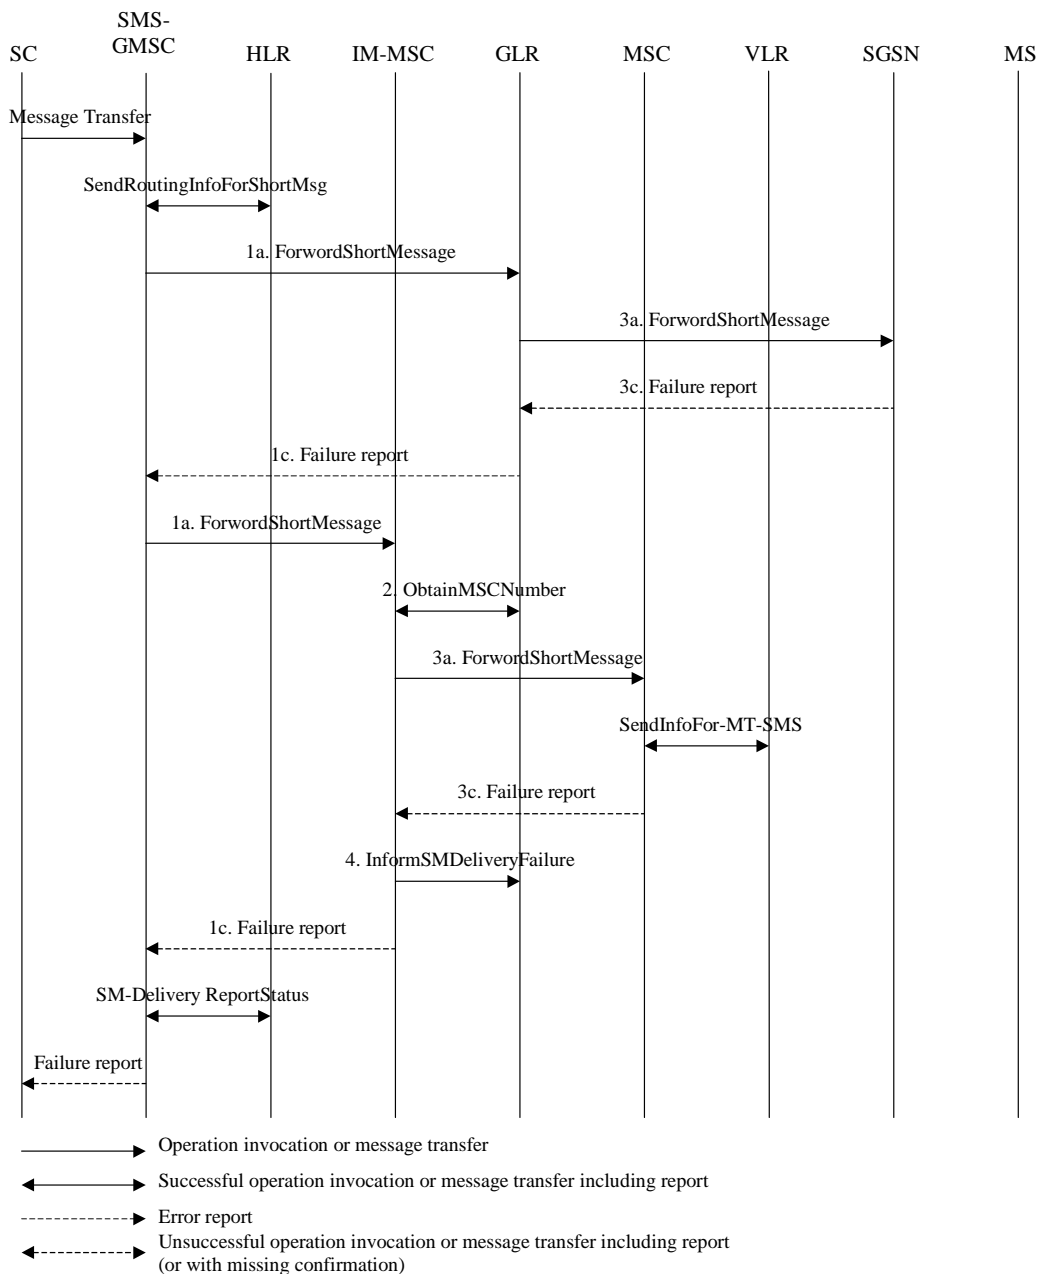 SMS-
GMSC
SC HLR IM-MSC GLR MSC VLR SGSN MS
Message Transfer
SendRoutingInfoForShortMsg
1a. ForwordShortMessage
3a. ForwordShortMessage
3c. Failure report
1c. Failure report
1a. ForwordShortMessage
2. ObtainMSCNumber
3a. ForwordShortMessage
SendInfoFor-MT-SMS
3c. Failure report
4. InformSMDeliveryFailure
1c. Failure report
SM-Delivery ReportStatus
Failure report
Operation invocation or message transfer
Successful operation invocation or message transfer including report
Error report
Unsuccessful operation invocation or message transfer including report
(or with missing confirmation)